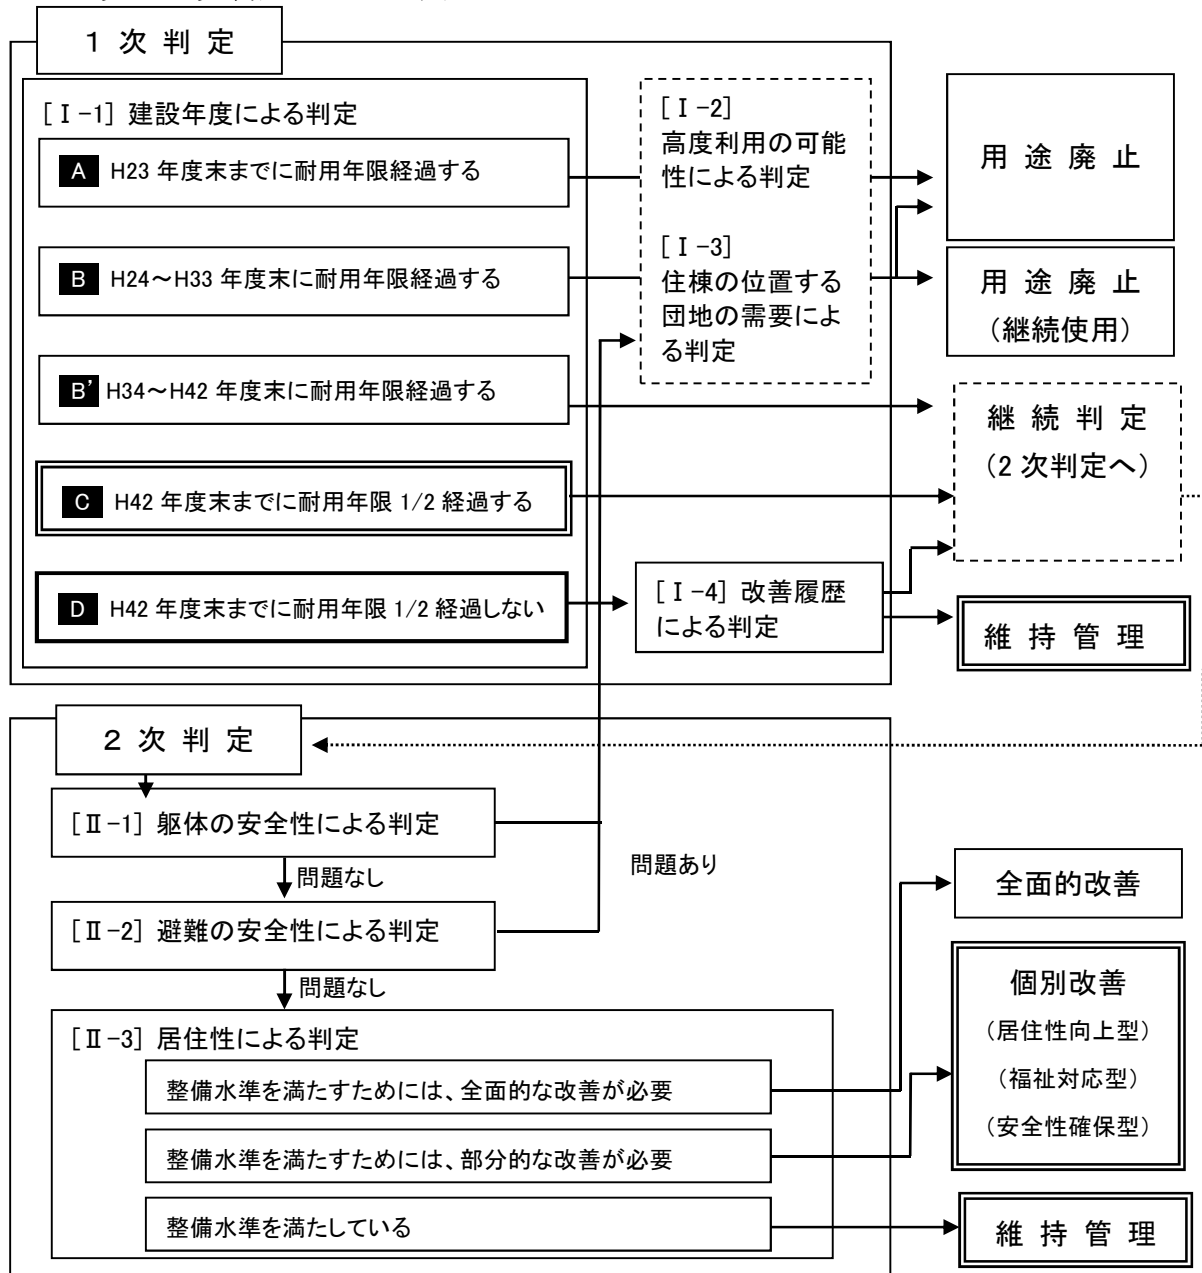 １次判定
[Ⅰ-1] 建設年度による判定
A H23 年度末までに耐用年限経過する
B H24～H33 年度末に耐用年限経過する
B’ H34～H42 年度末に耐用年限経過する
C H42 年度末までに耐用年限 1/2 経過する
D H42 年度末までに耐用年限 1/2 経過しない
[Ⅰ-2]
高度利用の可能
性による判定
[Ⅰ-3]
住棟の位置する
団地の需要によ
る判定
[Ⅰ-4] 改善履歴
による判定
用途廃止
用途廃止
（継続使用）
継続判定
（2 次判定へ）
維持管理
２次判定
[Ⅱ-1] 躯体の安全性による判定
問題なし
問題あり
[Ⅱ-2] 避難の安全性による判定
問題なし
[Ⅱ-3] 居住性による判定
整備水準を満たすためには、全面的な改善が必要
整備水準を満たすためには、部分的な改善が必要
整備水準を満たしている
全面的改善
個別改善
（居住性向上型）
（福祉対応型）
（安全性確保型）
維持管理